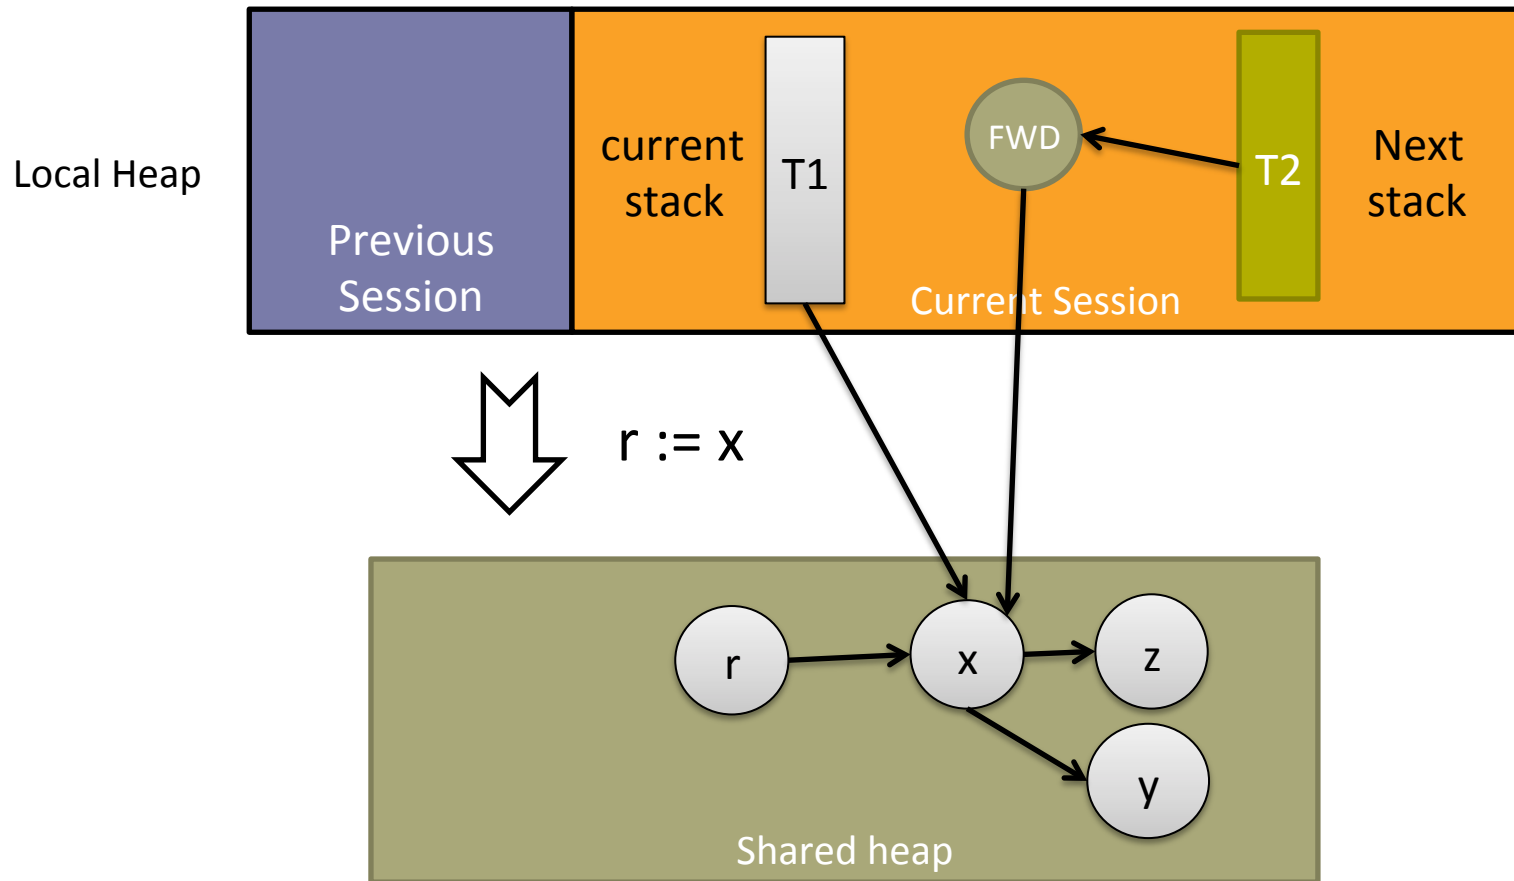 Local Heap
Previous
Session
current
stack
T1
FWD
T2
Next
stack
Current Session
r := x
r
x
z
y
Shared heap